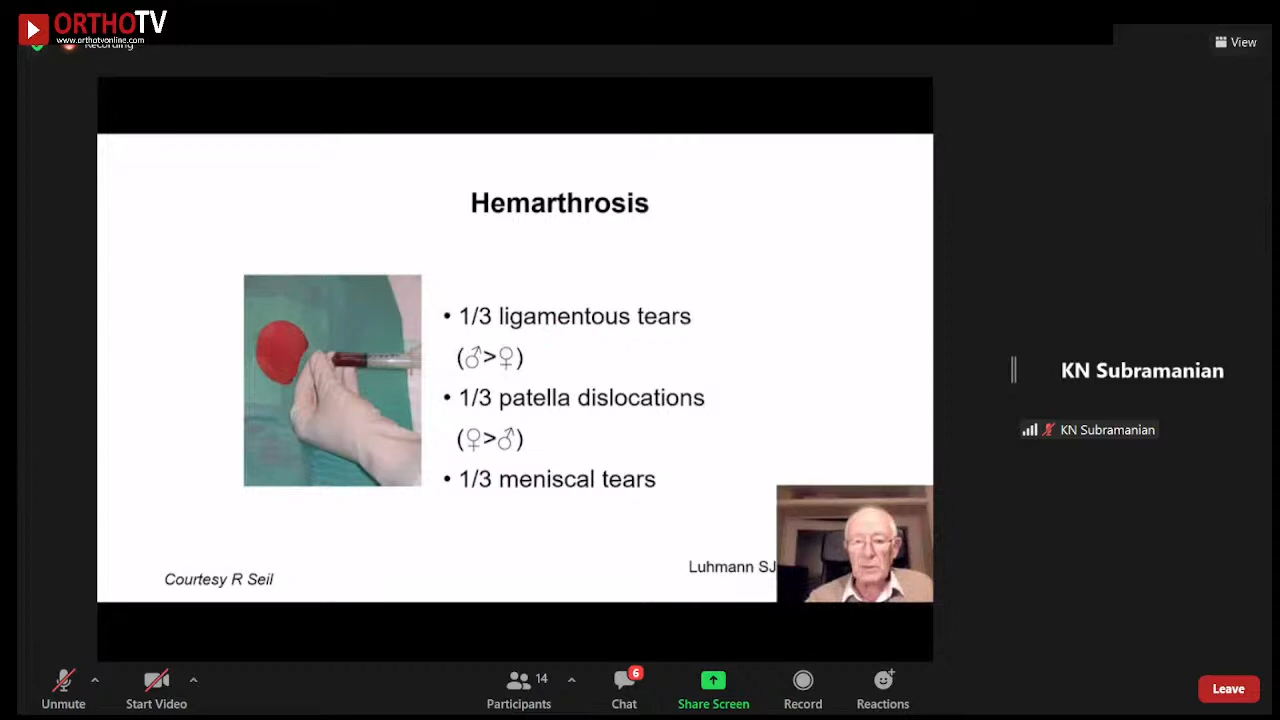 ORTHOTV
www.orthotvonline.com
Recording
View
Hemarthrosis
• 1/3 ligamentous tears
(♂>♀)
• 1/3 patella dislocations
(♀>♂)
• 1/3 meniscal tears
Luhmann SJ
Courtesy R Seil
KN Subramanian
KN Subramanian
14
6
Unmute
Start Video
Participants
Chat
Share Screen
Record
Reactions
Leave